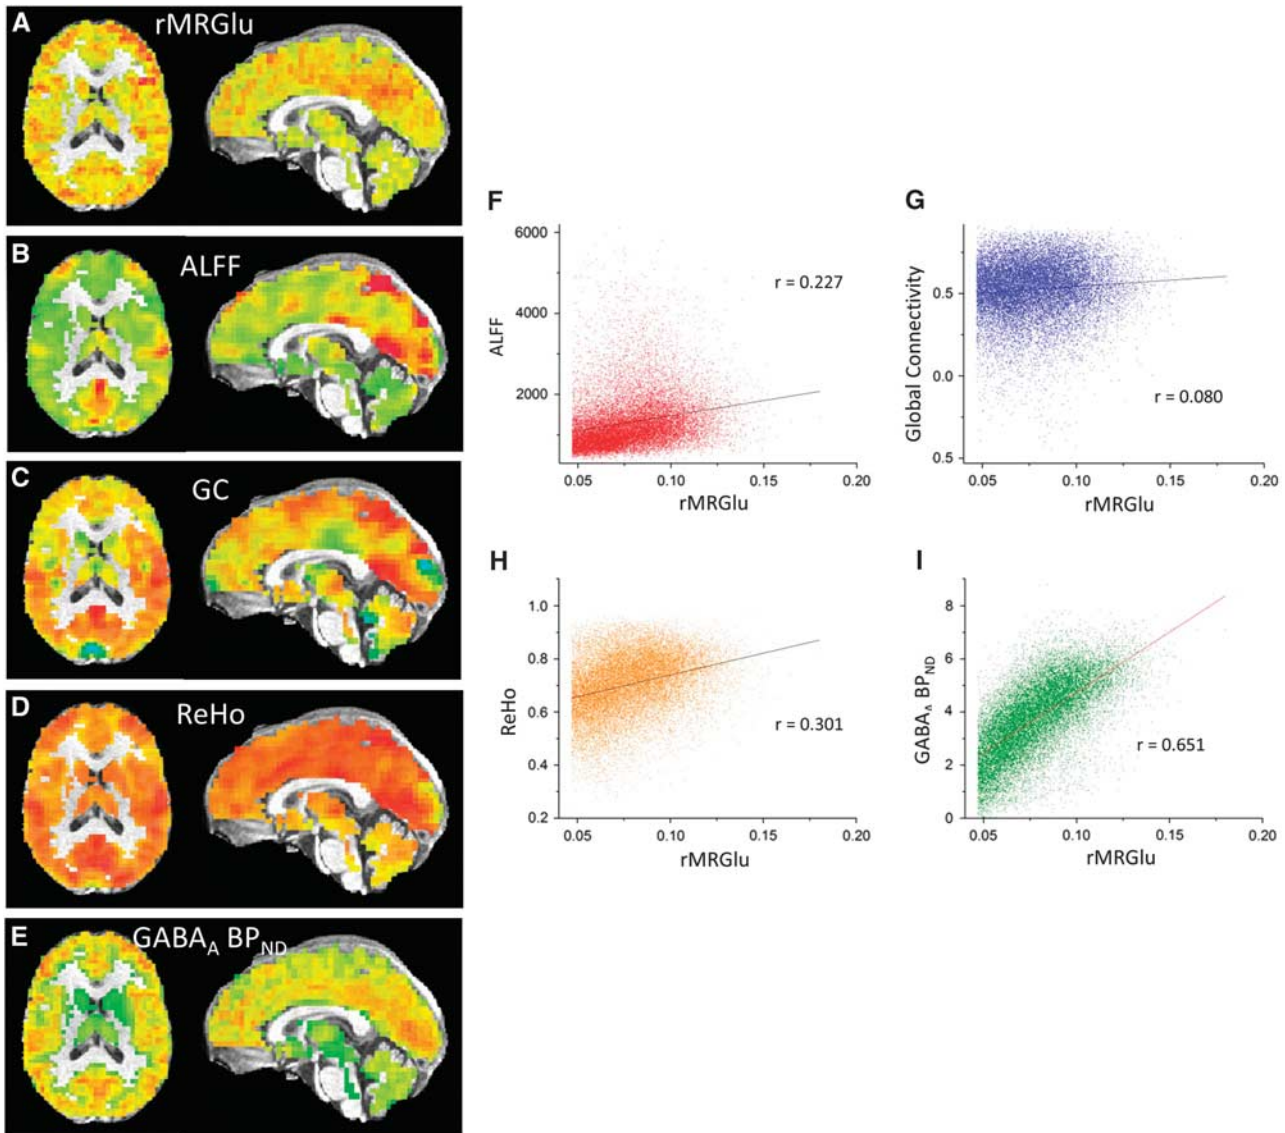 A
rMRGlu
B
ALFF
C
GC
D
ReHo
E
GABA_A BP_ND
F
6000
4000
2000
ALFF
r = 0.227
0.05 0.10 0.15 0.20
rMRGlu
G
0.5
0.0
0.5
Global Connectivity
r = 0.080
0.05 0.10 0.15 0.20
rMRGlu
H
1.0
0.8
0.6
0.4
0.2
ReHo
r = 0.301
0.05 0.10 0.15 0.20
rMRGlu
I
8
6
4
2
0
GABA_A BP_ND
r = 0.651
0.05 0.10 0.15 0.20
rMRGlu